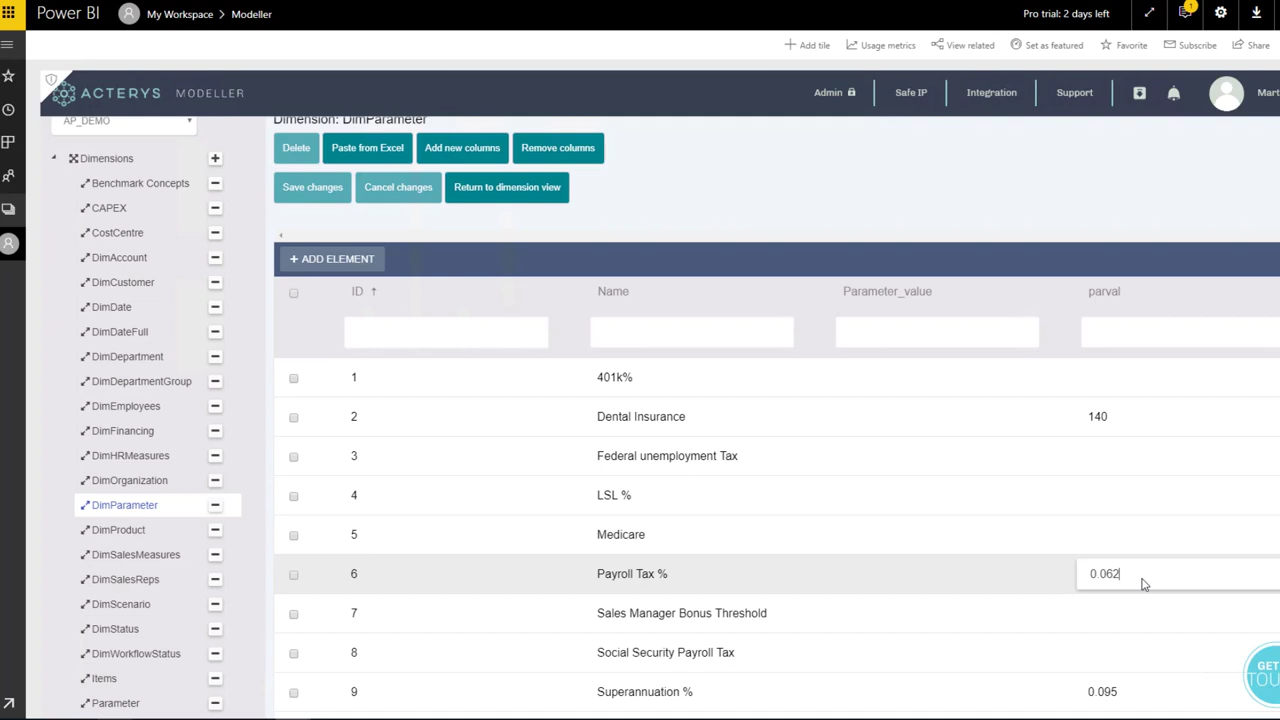 Power BI My Workspace > Modeller Pro trial: 2 days left 1
Add tile Usage metrics View related Set as featured Favorite Subscribe Share
ACTERYS MODELLER Admin Safe IP Integration Support Mart
AP_DEMO
Dimension: DimParameter
Delete Paste from Excel Add new columns Remove columns
Save changes Cancel changes Return to dimension view
Dimensions
Benchmark Concepts
CAPEX
CostCentre
DimAccount
DimCustomer
DimDate
DimDateFull
DimDepartment
DimDepartmentGroup
DimEmployees
DimFinancing
DimHRMeasures
DimOrganization
DimParameter
DimProduct
DimSalesMeasures
DimSalesReps
DimScenario
DimStatus
DimWorkflowStatus
Items
Parameter
+ ADD ELEMENT
ID ↑ Name Parameter_value parval
1 401k%
2 Dental Insurance 140
3 Federal unemployment Tax
4 LSL %
5 Medicare
6 Payroll Tax % 0.062
7 Sales Manager Bonus Threshold
8 Social Security Payroll Tax
9 Superannuation % 0.095
GET
TOU